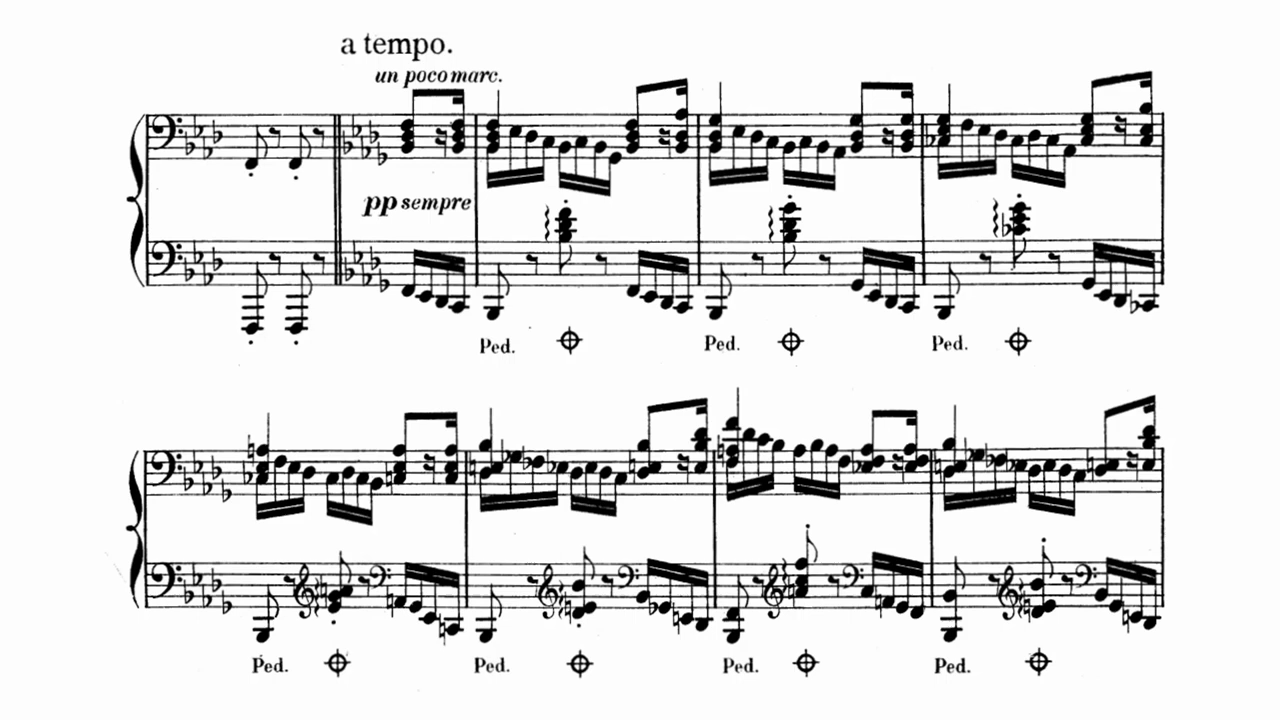 a tempo.
un poco marc.
pp sempre
Ped. Ped. Ped.
Ped. Ped. Ped. Ped.